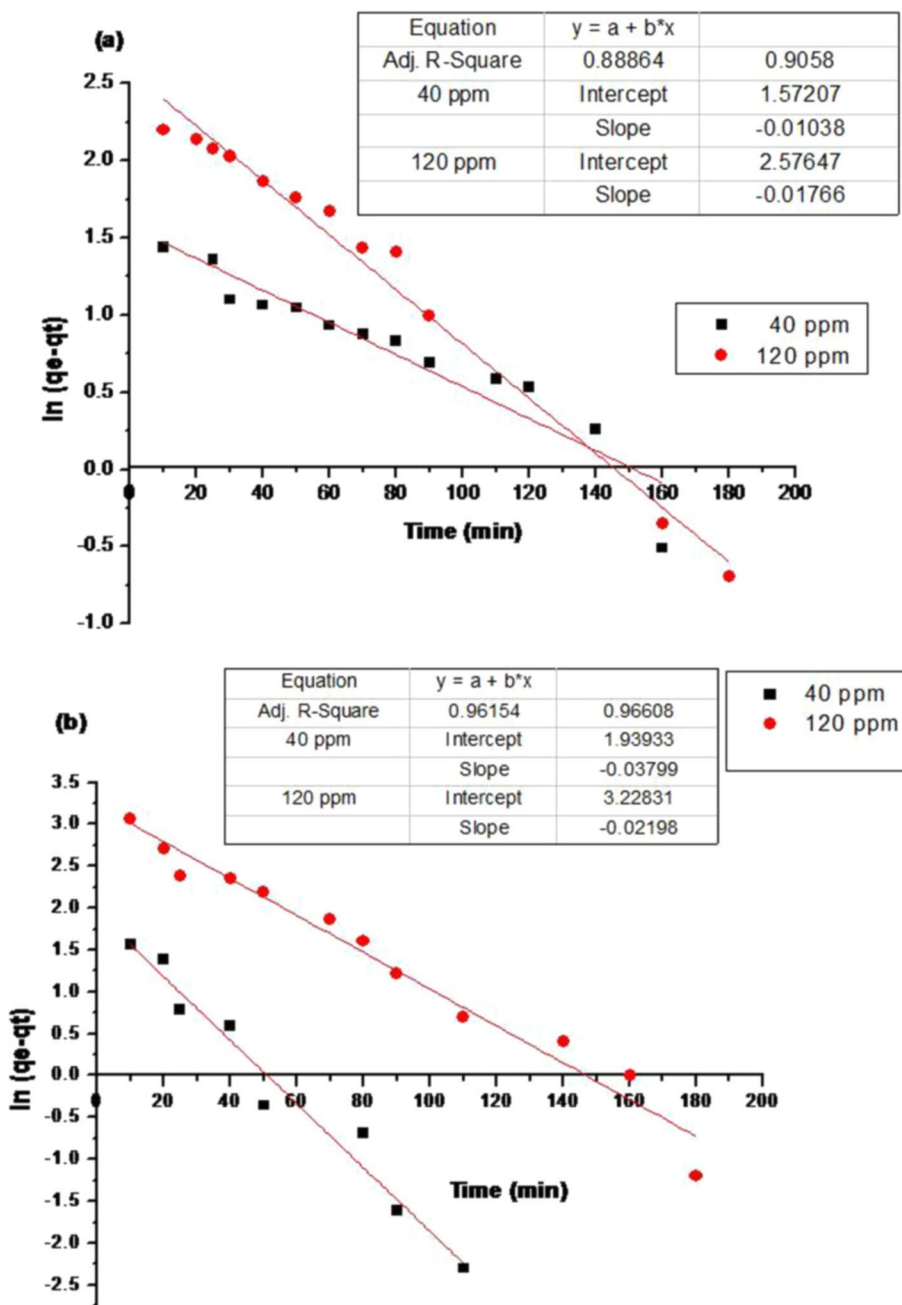 (a)
Equation y = a + b*x
Adj. R-Square 0.88864 0.9058
40 ppm Intercept 1.57207
Slope -0.01038
120 ppm Intercept 2.57647
Slope -0.01766
2.5
2.0
1.5
1.0
0.5
0.0
-0.5
-1.0
ln (qe-qt)
40 ppm
120 ppm
0 20 40 60 80 100 120 140 160 180 200
Time (min)
(b)
Equation y = a + b*x
Adj. R-Square 0.96154 0.96608
40 ppm Intercept 1.93933
Slope -0.03799
120 ppm Intercept 3.22831
Slope -0.02198
40 ppm
120 ppm
3.5
3.0
2.5
2.0
1.5
1.0
0.5
0.0
-0.5
-1.0
-1.5
-2.0
-2.5
ln (qe-qt)
0 20 40 60 80 100 120 140 160 180 200
Time (min)